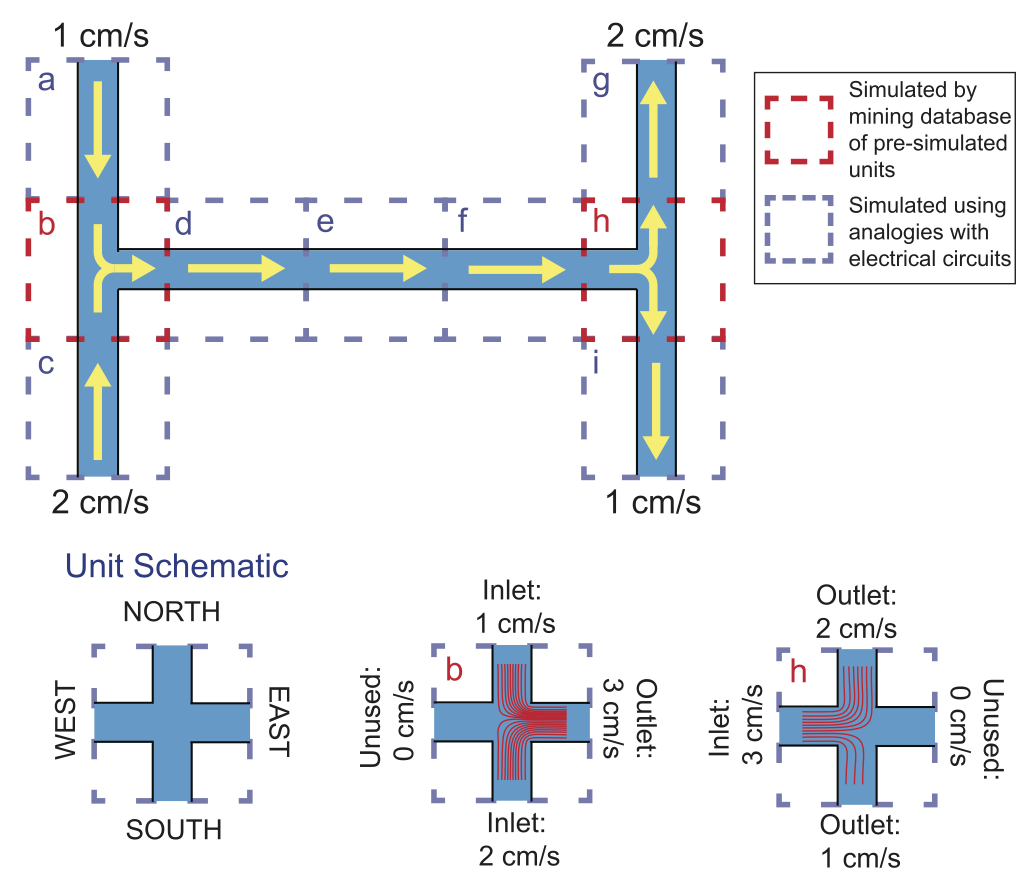 1 cm/s
2 cm/s
a
g
b
d
e
f
h
c
i
2 cm/s
1 cm/s
Simulated by
mining database
of pre-simulated
units
Simulated using
analogies with
electrical circuits
Unit Schematic
NORTH
WEST
EAST
SOUTH
Inlet:
1 cm/s
b
Unused:
0 cm/s
Outlet:
3 cm/s
Inlet:
2 cm/s
Outlet:
2 cm/s
h
Inlet:
3 cm/s
Unused:
0 cm/s
Outlet:
1 cm/s